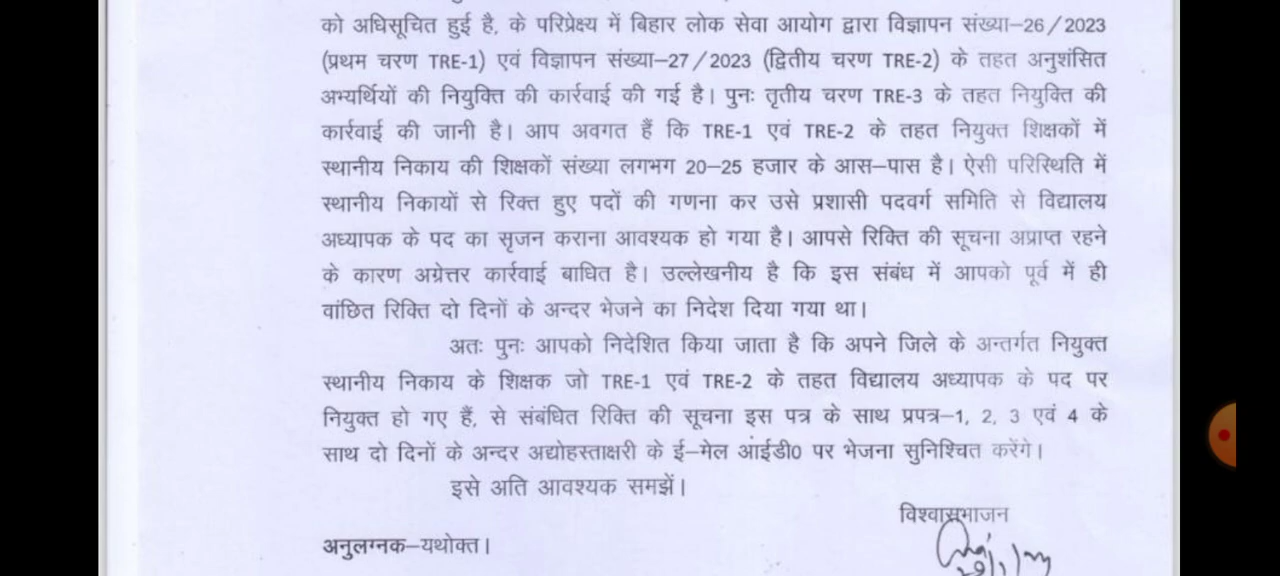 को अधिसूचित हुई है, के परिप्रेक्ष्य में बिहार लोक सेवा आयोग द्वारा विज्ञापन संख्या–26/2023
(प्रथम चरण TRE-1) एवं विज्ञापन संख्या–27/2023 (द्वितीय चरण TRE-2) के तहत अनुशंसित
अभ्यर्थियों की नियुक्ति की कार्रवाई की गई है। पुनः तृतीय चरण TRE-3 के तहत नियुक्ति की
कार्रवाई की जानी है। आप अवगत हैं कि TRE-1 एवं TRE-2 के तहत नियुक्त शिक्षकों में
स्थानीय निकाय की शिक्षकों संख्या लगभग 20–25 हजार के आस–पास है। ऐसी परिस्थिति में
स्थानीय निकायों से रिक्त हुए पदों की गणना कर उसे प्रशासी पदवर्ग समिति से विद्यालय
अध्यापक के पद का सृजन कराना आवश्यक हो गया है। आपसे रिक्ति की सूचना अप्राप्त रहने
के कारण अग्रेत्तर कार्रवाई बाधित है। उल्लेखनीय है कि इस संबंध में आपको पूर्व में ही
वांछित रिक्ति दो दिनों के अन्दर भेजने का निदेश दिया गया था।
अतः पुनः आपको निदेशित किया जाता है कि अपने जिले के अन्तर्गत नियुक्त
स्थानीय निकाय के शिक्षक जो TRE-1 एवं TRE-2 के तहत विद्यालय अध्यापक के पद पर
नियुक्त हो गए हैं, से संबंधित रिक्ति की सूचना इस पत्र के साथ प्रपत्र–1, 2, 3 एवं 4 के
साथ दो दिनों के अन्दर अद्योहस्ताक्षरी के ई–मेल आईडी0 पर भेजना सुनिश्चित करेंगे।
इसे अति आवश्यक समझें।
विश्वासभाजन
अनुलग्नक–यथोक्त।